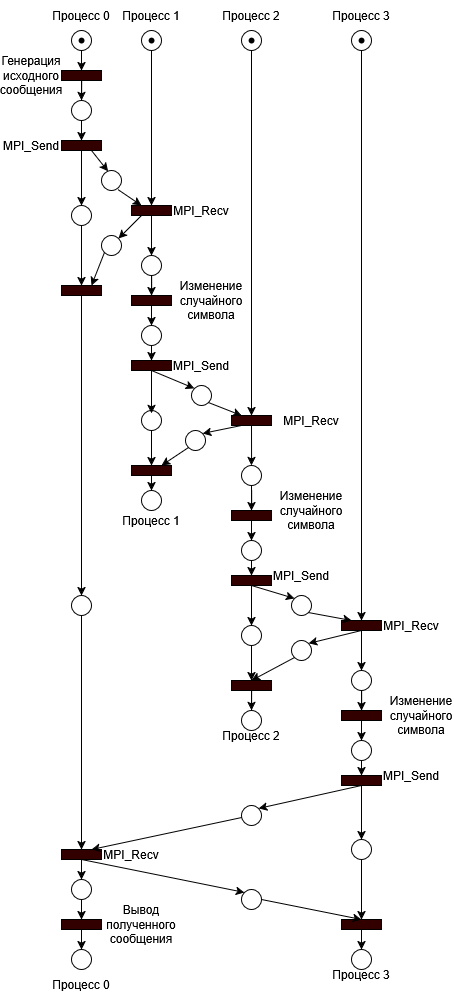 Процесс 0
Процесс 1
Процесс 2
Процесс 3
Генерация
исходного
сообщения
MPI_Send
MPI_Recv
Изменение
случайного
символа
MPI_Send
MPI_Recv
Изменение
случайного
символа
Процесс 1
MPI_Send
MPI_Recv
Изменение
случайного
символа
Процесс 2
MPI_Send
MPI_Recv
Вывод
полученного
сообщения
Процесс 0
Процесс 3